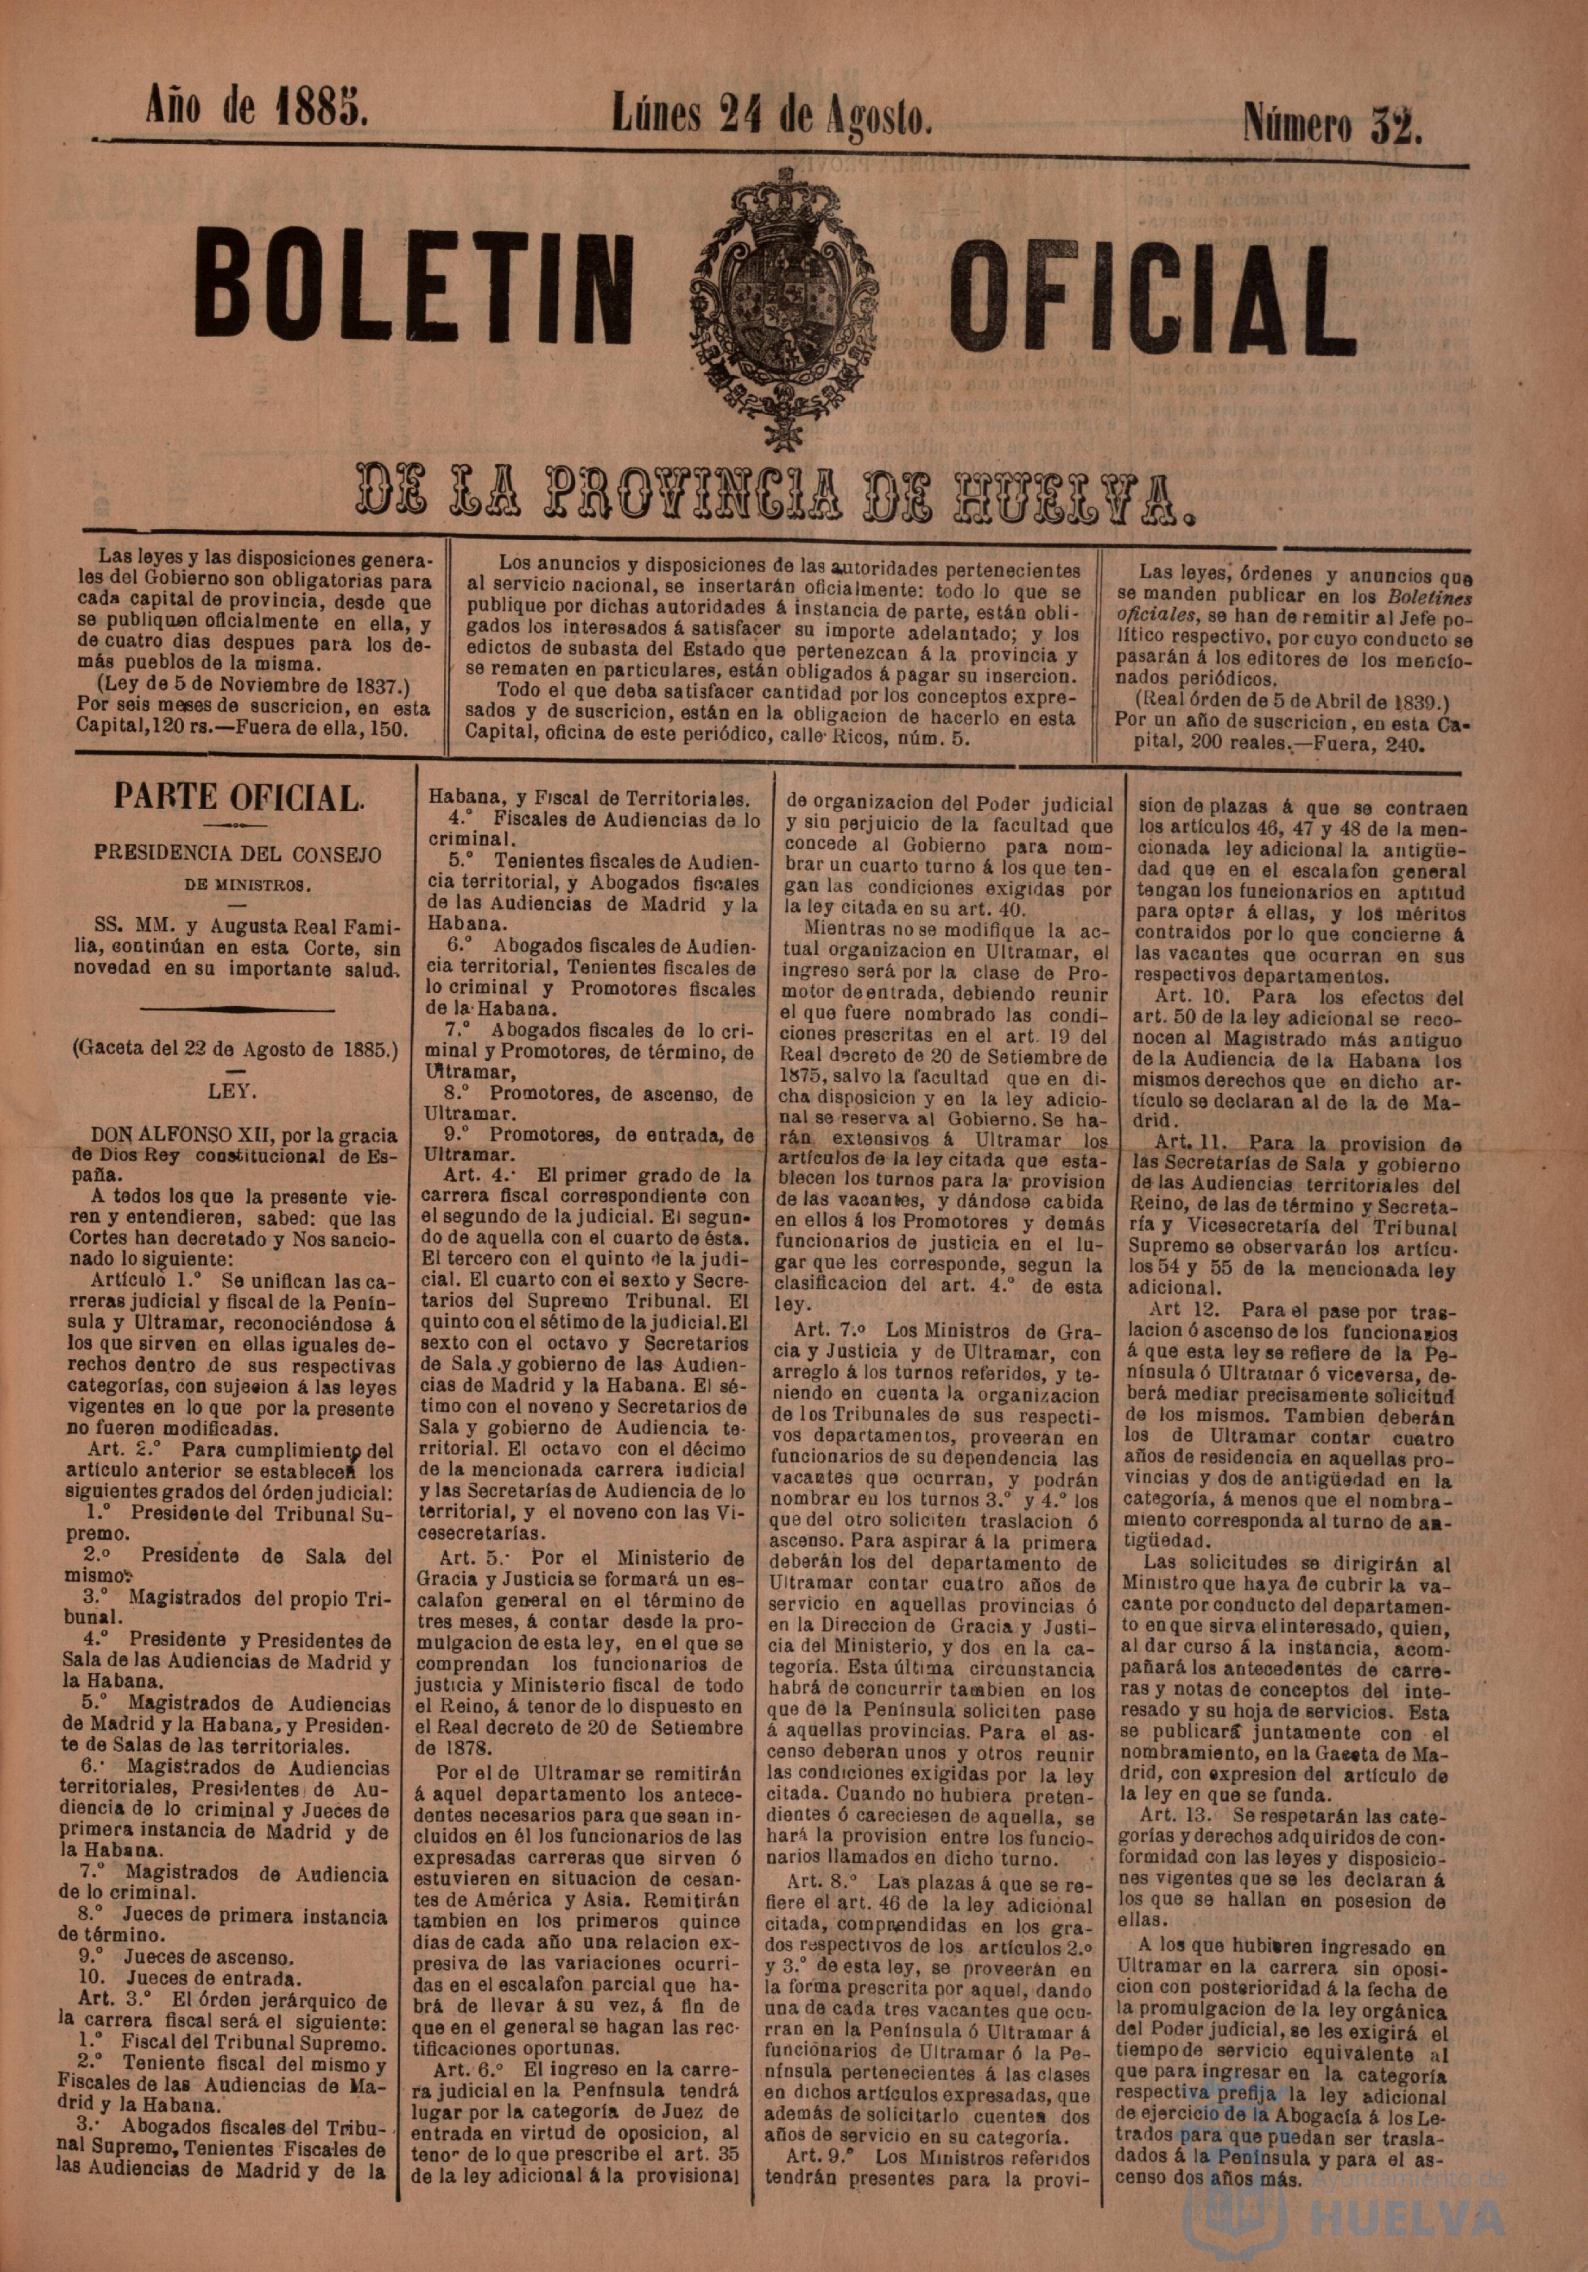 Año de 1885.
Lúnes 24 de Agosto.
Número 32.
BOLETIN OFICIAL
DE LA PROVINCIA DE HUELVA.
Las leyes y las disposiciones genera-
les del Gobierno son obligatorias para
cada capital de provincia, desde que
se publiquen oficialmente en ella, y
de cuatro dias despues para los de-
más pueblos de la misma.
(Ley de 5 de Noviembre de 1837.)
Por seis meses de suscricion, en esta
Capital, 120 rs.—Fuera de ella, 150.
Los anuncios y disposiciones de las autoridades pertenecientes
al servicio nacional, se insertarán oficialmente: todo lo que se
publique por dichas autoridades á instancia de parte, están obli-
gados los interesados á satisfacer su importe adelantado; y los
edictos de subasta del Estado que pertenezcan á la provincia y
se rematen en particulares, están obligados á pagar su insercion.
Todo el que deba satisfacer cantidad por los conceptos expre-
sados y de suscricion, están en la obligacion de hacerlo en esta
Capital, oficina de este periódico, calle Ricos, núm. 5.
Las leyes, órdenes y anuncios que
se manden publicar en los Boletines
oficiales, se han de remitir al Jefe po-
lítico respectivo, por cuyo conducto se
pasarán á los editores de los mencio-
nados periódicos.
(Real órden de 5 de Abril de 1839.)
Por un año de suscricion, en esta Ca-
pital, 200 reales.—Fuera, 240.
PARTE OFICIAL.
PRESIDENCIA DEL CONSEJO
DE MINISTROS.
SS. MM. y Augusta Real Fami-
lia, continúan en esta Corte, sin
novedad en su importante salud.
(Gaceta del 22 de Agosto de 1885.)
LEY.
DON ALFONSO XII, por la gracia
de Dios Rey constitucional de Es-
paña.
A todos los que la presente vie-
ren y entendieren, sabed: que las
Cortes han decretado y Nos sancio-
nado lo siguiente:
Artículo 1.º Se unifican las ca-
rreras judicial y fiscal de la Penín-
sula y Ultramar, reconociéndose á
los que sirven en ellas iguales de-
rechos dentro de sus respectivas
categorías, con sujesion á las leyes
vigentes en lo que por la presente
no fueren modificadas.
Art. 2.º Para cumplimiento del
artículo anterior se establecen los
siguientes grados del órden judicial:
1.º Presidente del Tribunal Su-
premo.
2.º Presidente de Sala del
mismo.
3.º Magistrados del propio Tri-
bunal.
4.º Presidente y Presidentes de
Sala de las Audiencias de Madrid y
la Habana.
5.º Magistrados de Audiencias
de Madrid y la Habana, y Presiden-
te de Salas de las territoriales.
6.º Magistrados de Audiencias
territoriales, Presidentes de Au-
diencia de lo criminal y Jueces de
primera instancia de Madrid y de
la Habana.
7.º Magistrados de Audiencia
de lo criminal.
8.º Jueces de primera instancia
de término.
9.º Jueces de ascenso.
10. Jueces de entrada.
Art. 3.º El órden jerárquico de
la carrera fiscal será el siguiente:
1.º Fiscal del Tribunal Supremo.
2.º Teniente fiscal del mismo y
Fiscales de las Audiencias de Ma-
drid y la Habana.
3.º Abogados fiscales del Tribu-
nal Supremo, Tenientes Fiscales de
las Audiencias de Madrid y de la
Habana, y Fiscal de Territoriales.
4.º Fiscales de Audiencias de lo
criminal.
5.º Tenientes fiscales de Audien-
cia territorial, y Abogados fiscales
de las Audiencias de Madrid y la
Habana.
6.º Abogados fiscales de Audien-
cia territorial, Tenientes fiscales de
lo criminal y Promotores fiscales
de la Habana.
7.º Abogados fiscales de lo cri-
minal y Promotores, de término, de
Ultramar,
8.º Promotores, de ascenso, de
Ultramar.
9.º Promotores, de entrada, de
Ultramar.
Art. 4.º El primer grado de la
carrera fiscal correspondiente con
el segundo de la judicial. El segun-
do de aquella con el cuarto de ésta.
El tercero con el quinto de la judi-
cial. El cuarto con el sexto y Secre-
tarios del Supremo Tribunal. El
quinto con el sétimo de la judicial. El
sexto con el octavo y Secretarios
de Sala y gobierno de las Audien-
cias de Madrid y la Habana. El sé-
timo con el noveno y Secretarios de
Sala y gobierno de Audiencia te-
rritorial. El octavo con el décimo
de la mencionada carrera judicial
y las Secretarías de Audiencia de lo
territorial, y el noveno con las Vi-
cesecretarías.
Art. 5.º Por el Ministerio de
Gracia y Justicia se formará un es-
calafon general en el término de
tres meses, á contar desde la pro-
mulgacion de esta ley, en el que se
comprendan los funcionarios de
justicia y Ministerio fiscal de todo
el Reino, á tenor de lo dispuesto en
el Real decreto de 20 de Setiembre
de 1878.
Por el de Ultramar se remitirán
á aquel departamento los antece-
dentes necesarios para que sean in-
cluidos en él los funcionarios de las
expresadas carreras que sirven ó
estuvieren en situacion de cesan-
tes de América y Asia. Remitirán
tambien en los primeros quince
dias de cada año una relacion ex-
presiva de las variaciones ocurri-
das en el escalafon parcial que ha-
brá de llevar á su vez, á fin de
que en el general se hagan las rec-
tificaciones oportunas.
Art. 6.º El ingreso en la carre-
ra judicial en la Península tendrá
lugar por la categoría de Juez de
entrada en virtud de oposicion, al
tenor de lo que prescribe el art. 35
de la ley adicional á la provisional
de organizacion del Poder judicial
y sin perjuicio de la facultad que
concede al Gobierno para nom-
brar un cuarto turno á los que ten-
gan las condiciones exigidas por
la ley citada en su art. 40.
Mientras no se modifique la ac-
tual organizacion en Ultramar, el
ingreso será por la clase de Pro-
motor de entrada, debiendo reunir
el que fuere nombrado las condi-
ciones prescritas en el art. 19 del
Real decreto de 20 de Setiembre de
1875, salvo la facultad que en di-
cha disposicion y en la ley adicio-
nal se reserva al Gobierno. Se ha-
rán extensivos á Ultramar los
artículos de la ley citada que esta-
blecen los turnos para la provision
de las vacantes, y dándose cabida
en ellos á los Promotores y demás
funcionarios de justicia en el lu-
gar que les corresponde, segun la
clasificacion del art. 4.º de esta
ley.
Art. 7.º Los Ministros de Gra-
cia y Justicia y de Ultramar, con
arreglo á los turnos referidos, y te-
niendo en cuenta la organizacion
de los Tribunales de sus respecti-
vos departamentos, proveerán en
funcionarios de su dependencia las
vacantes que ocurran, y podrán
nombrar en los turnos 3.º y 4.º los
que del otro soliciten traslacion ó
ascenso. Para aspirar á la primera
deberán los del departamento de
Ultramar contar cuatro años de
servicio en aquellas provincias ó
en la Direccion de Gracia y Justi-
cia del Ministerio, y dos en la ca-
tegoría. Esta última circunstancia
habrá de concurrir tambien en los
que de la Península soliciten pase
á aquellas provincias. Para el as-
censo deberan unos y otros reunir
las condiciones exigidas por la ley
citada. Cuando no hubiera preten-
dientes ó careciesen de aquella, se
hará la provision entre los funcio-
narios llamados en dicho turno.
Art. 8.º Las plazas á que se re-
fiere el art. 46 de la ley adicional
citada, comprendidas en los gra-
dos respectivos de los artículos 2.º
y 3.º de esta ley, se proveerán en
la forma prescrita por aquel, dando
una de cada tres vacantes que ocu-
rran en la Península ó Ultramar á
funcionarios de Ultramar ó la Pe-
nínsula pertenecientes á las clases
en dichos artículos expresadas, que
además de solicitarlo cuenten dos
años de servicio en su categoría.
Art. 9.º Los Ministros referidos
tendrán presentes para la provi-
sion de plazas á que se contraen
los artículos 46, 47 y 48 de la men-
cionada ley adicional la antigüe-
dad que en el escalafon general
tengan los funcionarios en aptitud
para optar á ellas, y los méritos
contraidos por lo que concierne á
las vacantes que ocurran en sus
respectivos departamentos.
Art. 10. Para los efectos del
art. 50 de la ley adicional se reco-
nocen al Magistrado más antiguo
de la Audiencia de la Habana los
mismos derechos que en dicho ar-
tículo se declaran al de la de Ma-
drid.
Art. 11. Para la provision de
las Secretarías de Sala y gobierno
de las Audiencias territoriales del
Reino, de las de término y Secreta-
ría y Vicesecretaría del Tribunal
Supremo se observarán los artícu-
los 54 y 55 de la mencionada ley
adicional.
Art 12. Para el pase por tras-
lacion ó ascenso de los funcionarios
á que esta ley se refiere de la Pe-
nínsula ó Ultramar ó viceversa, de-
berá mediar precisamente solicitud
de los mismos. Tambien deberán
los de Ultramar contar cuatro
años de residencia en aquellas pro-
vincias y dos de antigüedad en la
categoría, á menos que el nombra-
miento corresponda al turno de an-
tigüedad.
Las solicitudes se dirigirán al
Ministro que haya de cubrir la va-
cante por conducto del departamen-
to en que sirva el interesado, quien,
al dar curso á la instancia, acom-
pañará los antecedentes de carre-
ras y notas de conceptos del inte-
resado y su hoja de servicios. Esta
se publicará juntamente con el
nombramiento, en la Gaceta de Ma-
drid, con expresion del artículo de
la ley en que se funda.
Art. 13. Se respetarán las cate-
gorías y derechos adquiridos de con-
formidad con las leyes y disposicio-
nes vigentes que se les declaran á
los que se hallan en posesion de
ellas.
A los que hubieren ingresado en
Ultramar en la carrera sin oposi-
cion con posterioridad á la fecha de
la promulgacion de la ley orgánica
del Poder judicial, se les exigirá el
tiempo de servicio equivalente al
que para ingresar en la categoría
respectiva prefija la ley adicional
de ejercicio de la Abogacía á los Le-
trados para que puedan ser trasla-
dados á la Península y para el as-
censo dos años más.
Ayuntamiento de
HUELVA